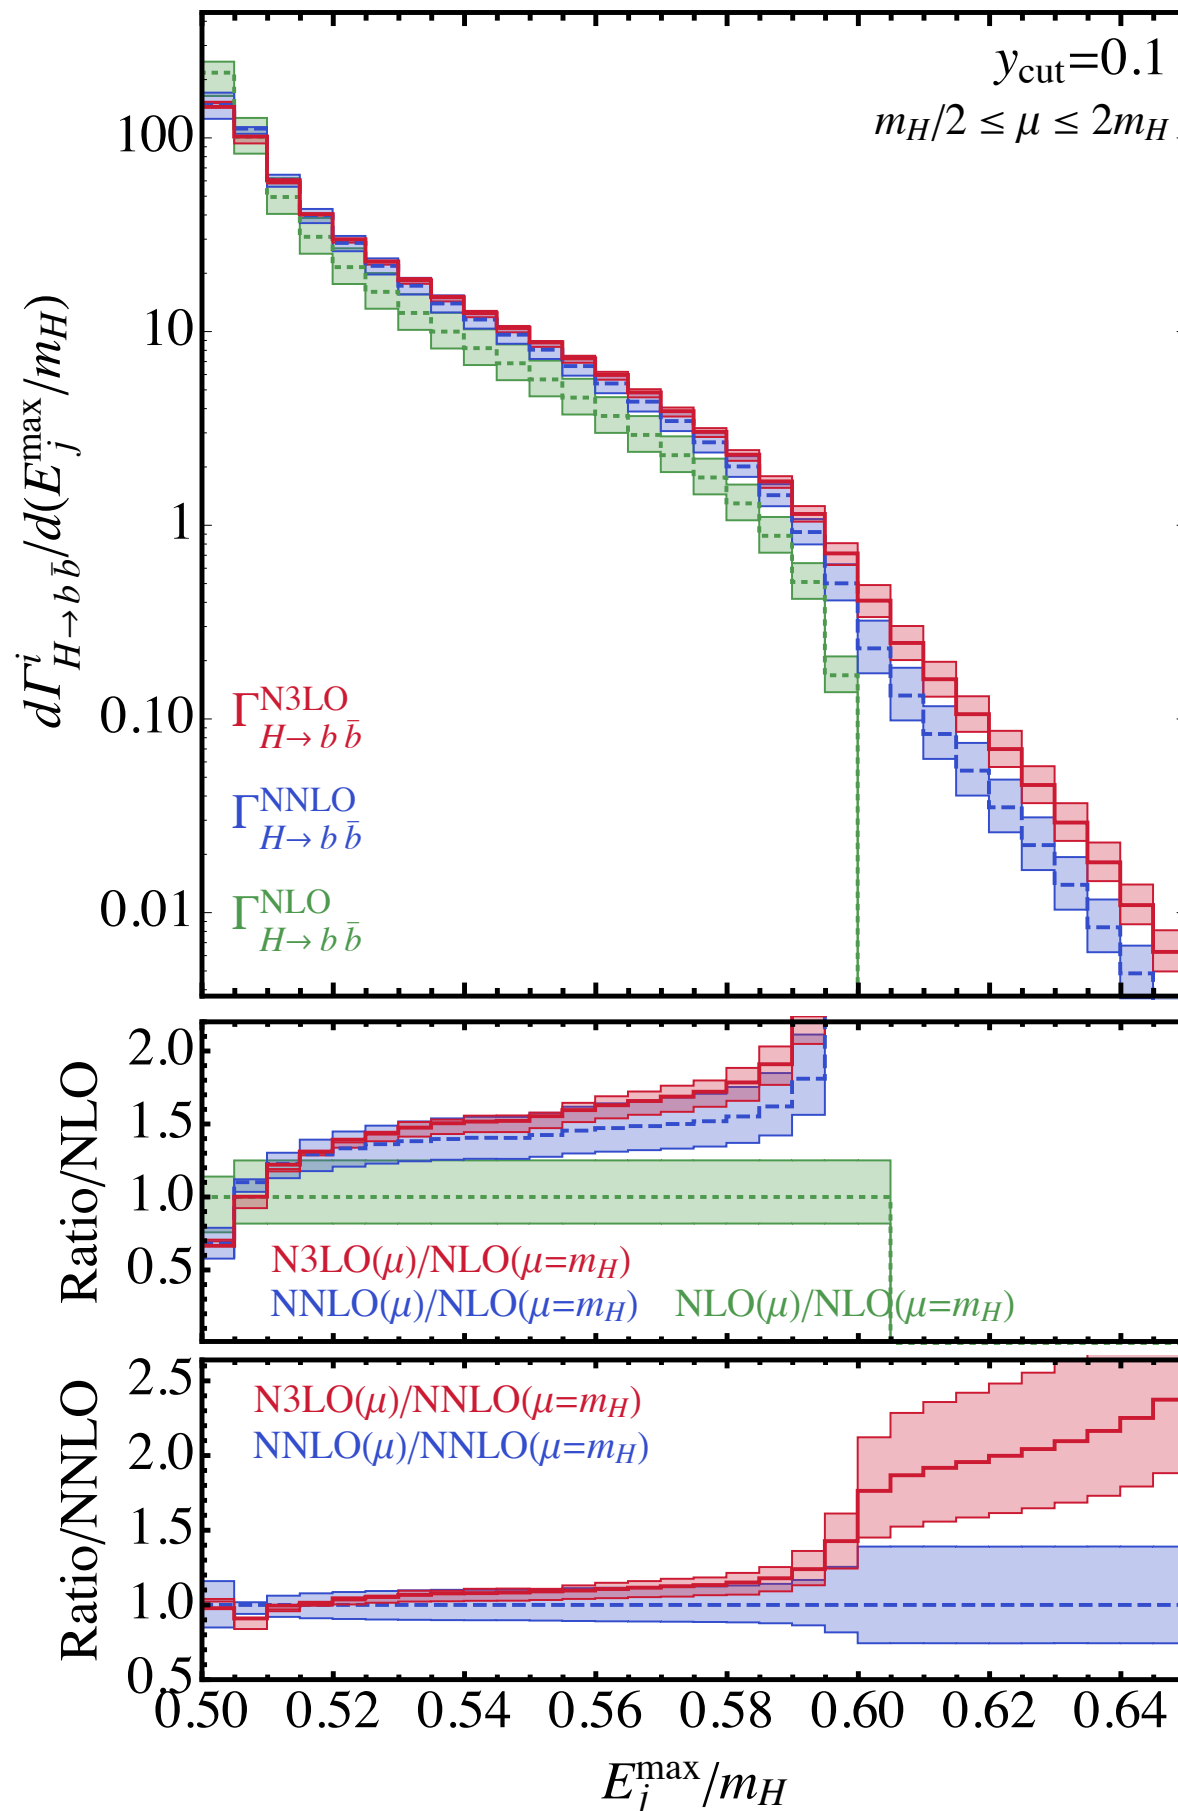 y_cut=0.1
m_H/2 ≤ μ ≤ 2m_H
dΓ^i_{H→b b̄}/d(E_j^max/m_H)
100
10
1
0.10
0.01
Γ^{N3LO}_{H→b b̄}
Γ^{NNLO}_{H→b b̄}
Γ^{NLO}_{H→b b̄}
Ratio/NLO
2.0
1.5
1.0
0.5
N3LO(μ)/NLO(μ=m_H)
NNLO(μ)/NLO(μ=m_H) NLO(μ)/NLO(μ=m_H)
Ratio/NNLO
2.5
2.0
1.5
1.0
0.5
N3LO(μ)/NNLO(μ=m_H)
NNLO(μ)/NNLO(μ=m_H)
0.50 0.52 0.54 0.56 0.58 0.60 0.62 0.64
E_j^max/m_H